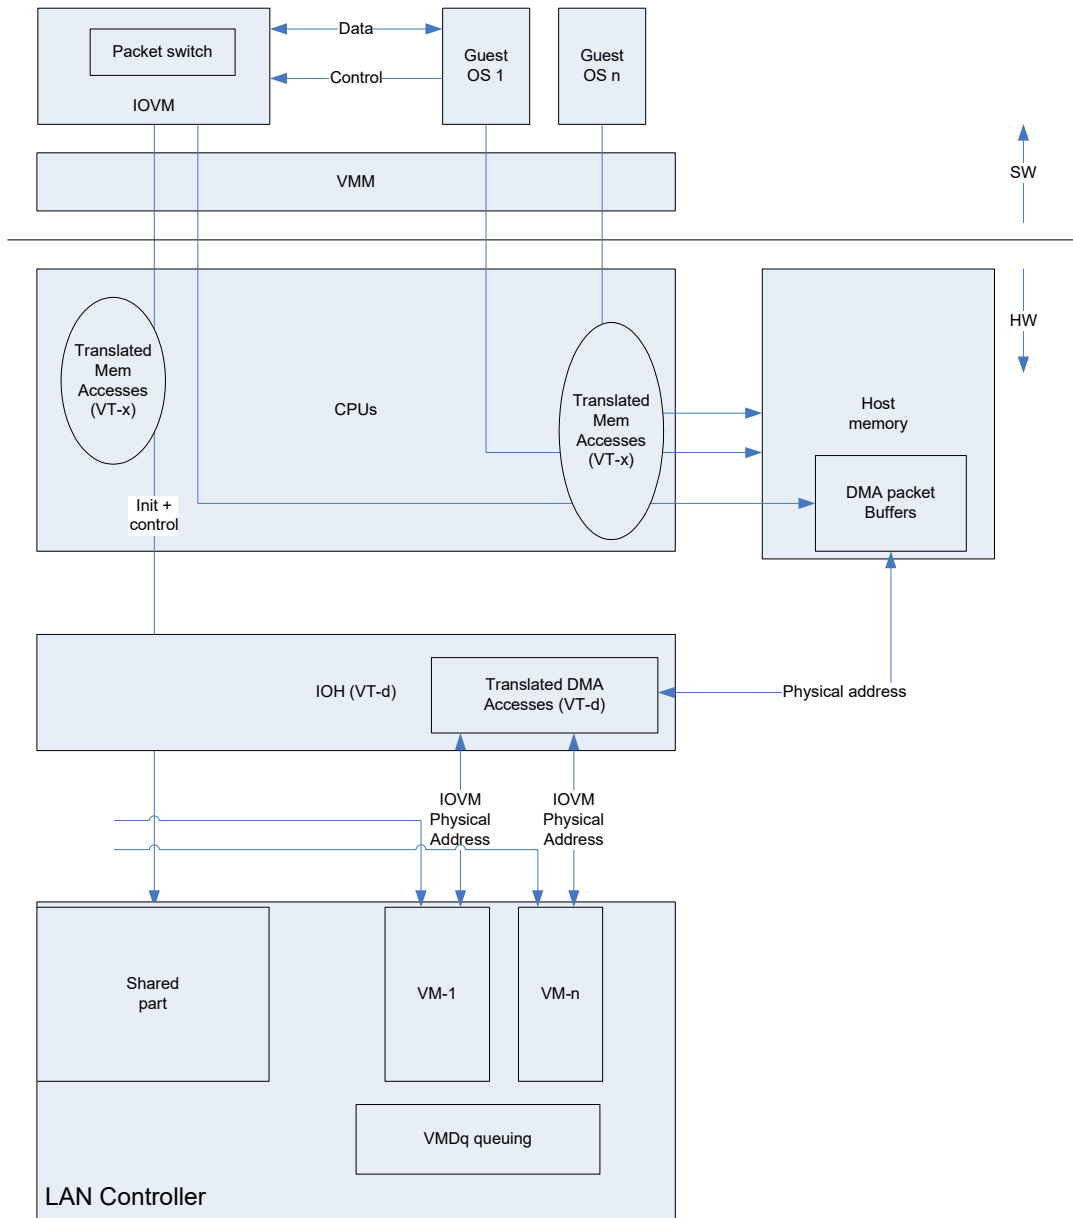 Packet switch
IOVM
Data
Control
Guest
OS 1
Guest
OS n
SW
VMM
HW
Translated
Mem
Accesses
(VT-x)
CPUs
Translated
Mem
Accesses
(VT-x)
Host
memory
DMA packet
Buffers
Init +
control
IOH (VT-d)
Translated DMA
Accesses (VT-d)
Physical address
IOVM
Physical
Address
IOVM
Physical
Address
Shared
part
VM-1
VM-n
VMDq queuing
LAN Controller